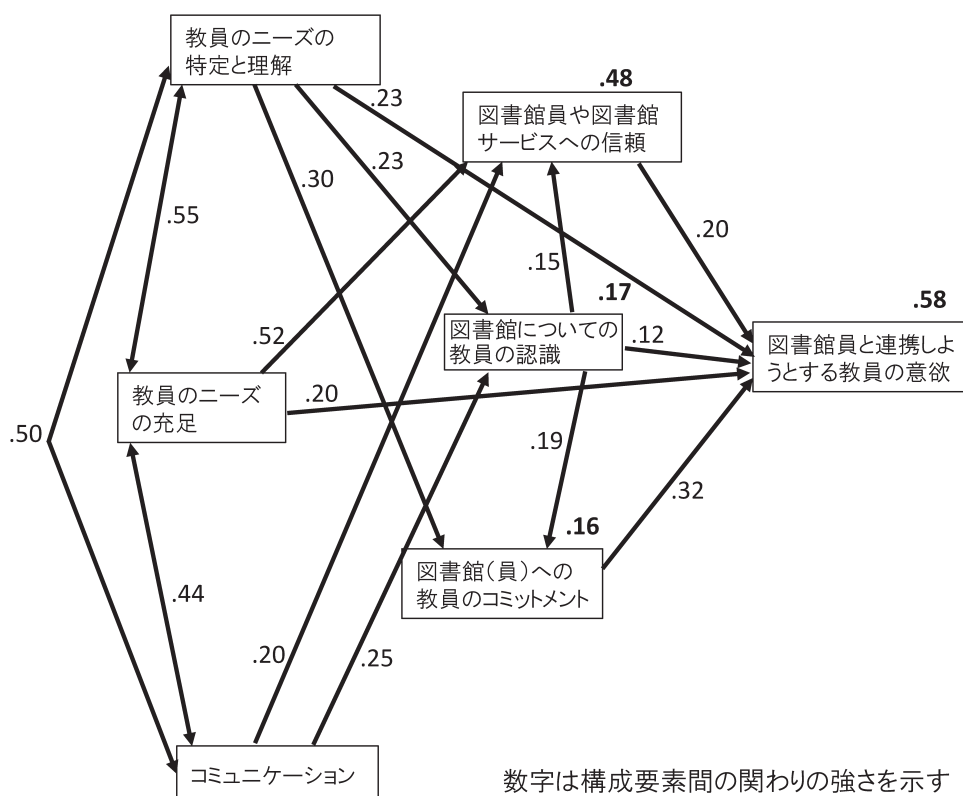 教員のニーズの
特定と理解
.48
.23
図書館員や図書館
サービスへの信頼
.23
.30
.55
.20
.15
.17
.58
.52
図書館についての
教員の認識
.12
図書館員と連携しよ
うとする教員の意欲
教員のニーズ
の充足
.20
.50
.19
.32
.16
図書館(員)への
教員のコミットメント
.44
.20
.25
コミュニケーション
数字は構成要素間の関わりの強さを示す